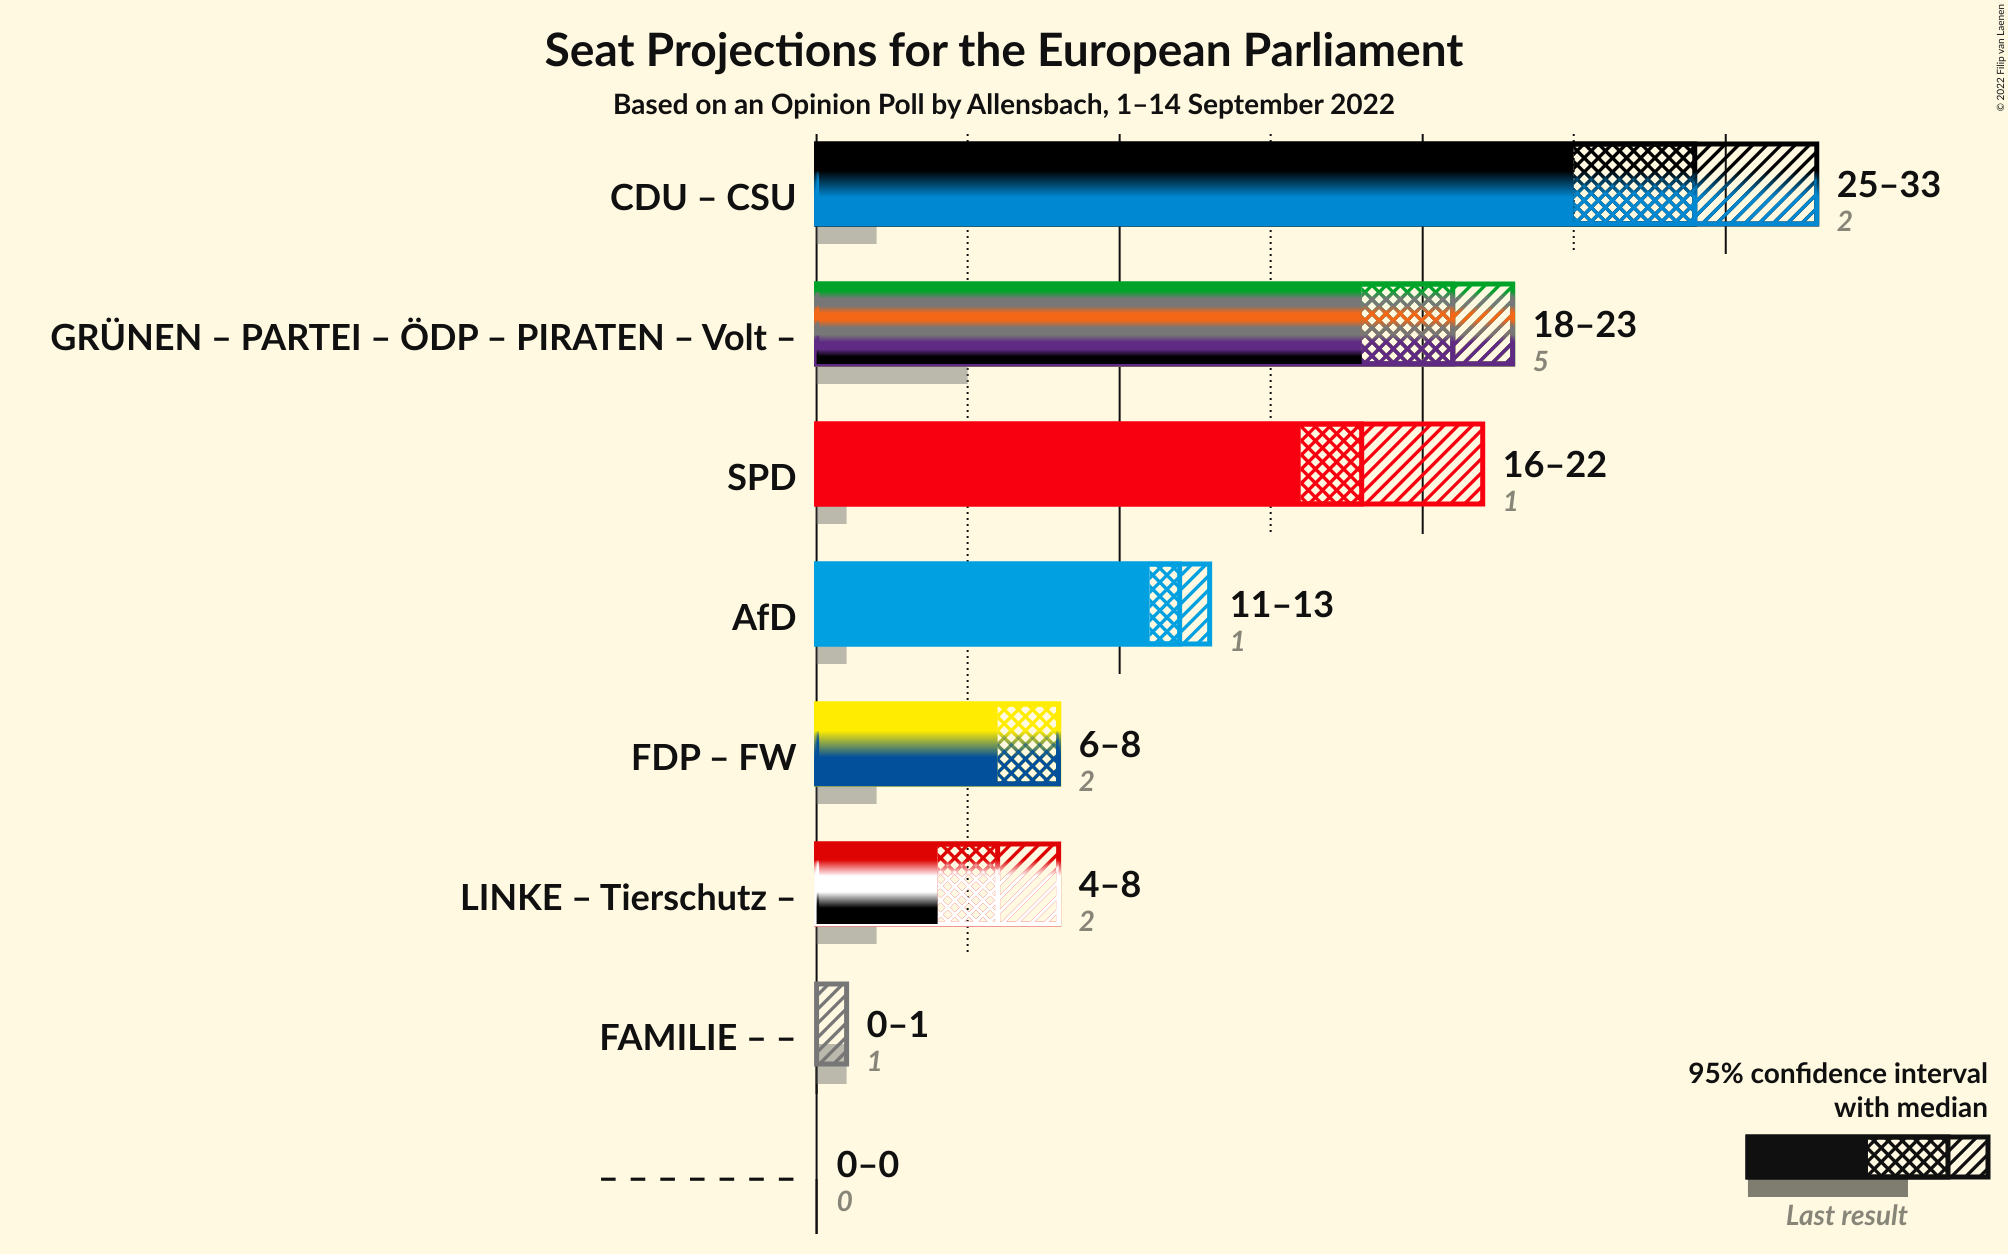 Seat Projections for the European Parliament
Based on an Opinion Poll by Allensbach, 1–14 September 2022
© 2022 Filip van Laenen
CDU – CSU
25–33
2
GRÜNEN – PARTEI – ÖDP – PIRATEN – Volt –
18–23
5
SPD
16–22
1
AfD
11–13
1
FDP – FW
6–8
2
LINKE – Tierschutz –
4–8
2
FAMILIE – –
0–1
1
– – – – – – –
0–0
0
95% confidence interval
with median
Last result